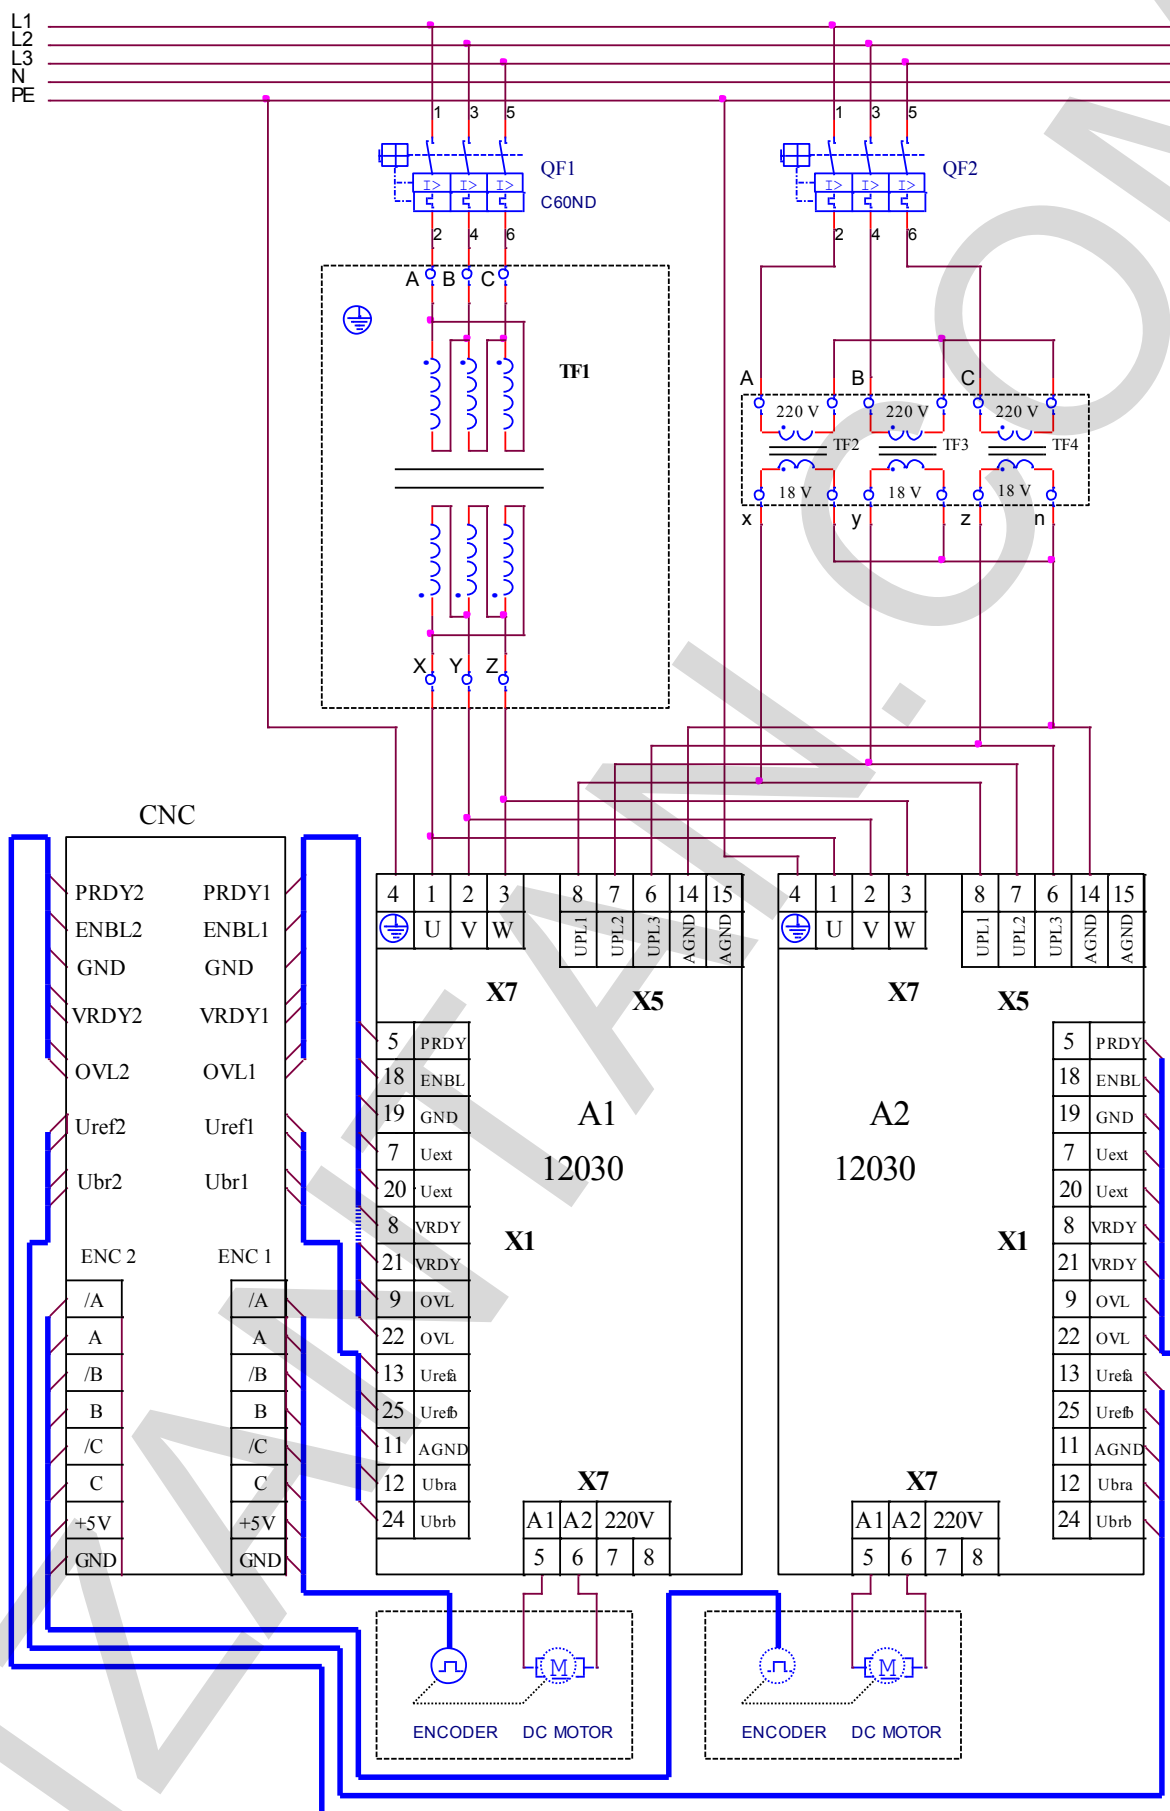 L1
L2
L3
N
PE
1 3 5
QF1
C60ND
2 4 6
1 3 5
QF2
2 4 6
I> I> I>
I> I> I>
A B C
TF1
A B C
220 V 220 V 220 V
TF2 TF3 TF4
18 V 18 V 18 V
x y z n
X Y Z
CNC
PRDY2 PRDY1
ENBL2 ENBL1
GND GND
VRDY2 VRDY1
OVL2 OVL1
Uref2 Uref1
Ubr2 Ubr1
ENC 2 ENC 1
/A /A
A A
/B /B
B B
/C /C
C C
+5V +5V
GND GND
4 1 2 3
U V W
X7
8 7 6 14 15
UPL1 UPL2 UPL3 AGND AGND
X5
5 PRDY
18 ENBL
19 GND
7 Uext
20 Uext
8 VRDY
21 VRDY
9 OVL
22 OVL
13 Urefa
25 Urefb
11 AGND
12 Ubra
24 Ubrb
A1
12030
X1
X7
A1 A2 220V
5 6 7 8
4 1 2 3
U V W
X7
8 7 6 14 15
UPL1 UPL2 UPL3 AGND AGND
X5
5 PRDY
18 ENBL
19 GND
7 Uext
20 Uext
8 VRDY
21 VRDY
9 OVL
22 OVL
13 Urefa
25 Urefb
11 AGND
12 Ubra
24 Ubrb
A2
12030
X1
X7
A1 A2 220V
5 6 7 8
M
ENCODER DC MOTOR
M
ENCODER DC MOTOR
ZANTAN.COM